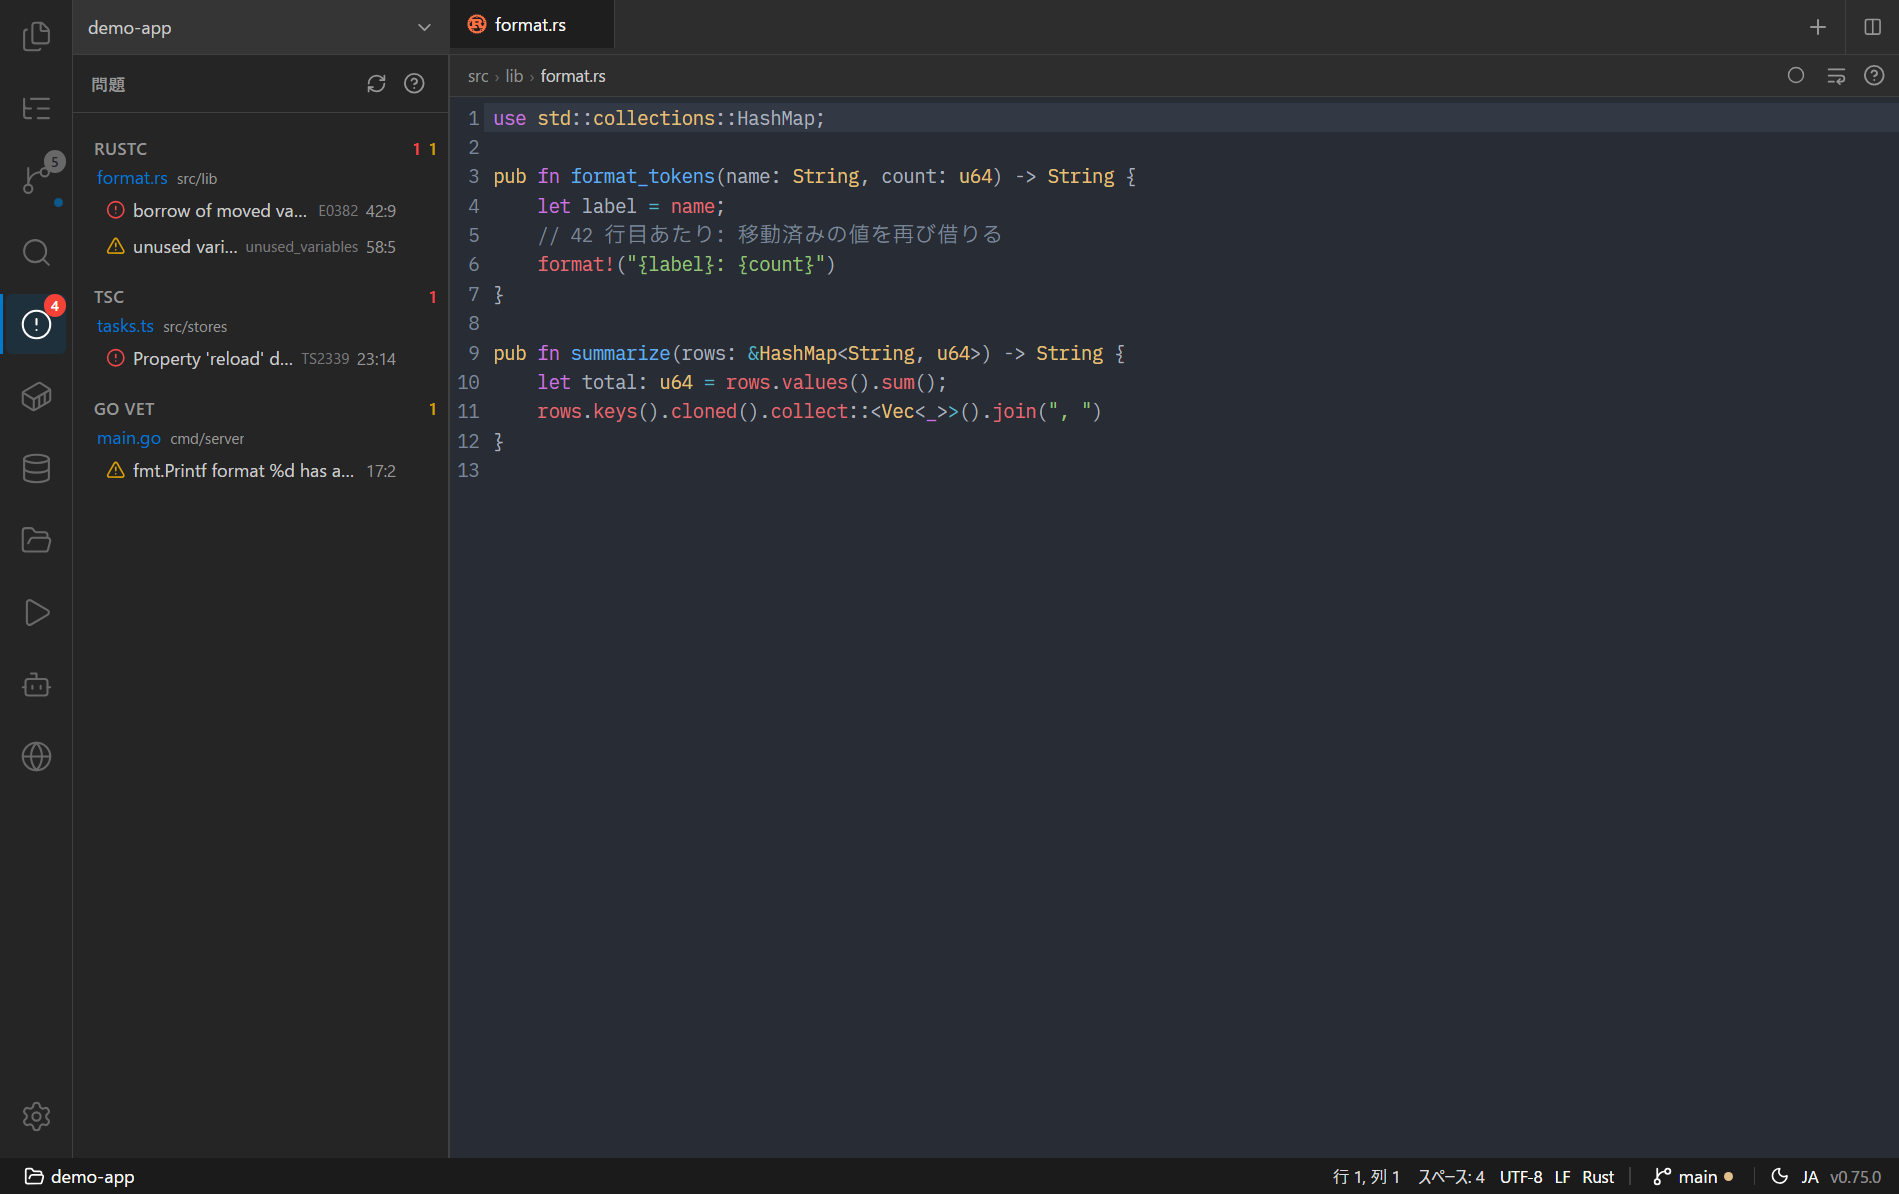 demo-app
format.rs
問題
src › lib › format.rs
5
4
RUSTC 1 1
format.rs src/lib
borrow of moved va... E0382 42:9
unused vari... unused_variables 58:5
TSC 1
tasks.ts src/stores
Property 'reload' d... TS2339 23:14
GO VET 1
main.go cmd/server
fmt.Printf format %d has a... 17:2
1 use std::collections::HashMap;
2
3 pub fn format_tokens(name: String, count: u64) -> String {
4     let label = name;
5     // 42 行目あたり: 移動済みの値を再び借りる
6     format!("{label}: {count}")
7 }
8
9 pub fn summarize(rows: &HashMap<String, u64>) -> String {
10     let total: u64 = rows.values().sum();
11     rows.keys().cloned().collect::<Vec<_>>().join(", ")
12 }
13
demo-app
行 1, 列 1 スペース: 4 UTF-8 LF Rust main JA v0.75.0